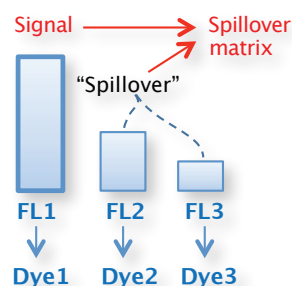 Signal
Spillover
matrix
“Spillover”
FL1 FL2 FL3
Dye1 Dye2 Dye3